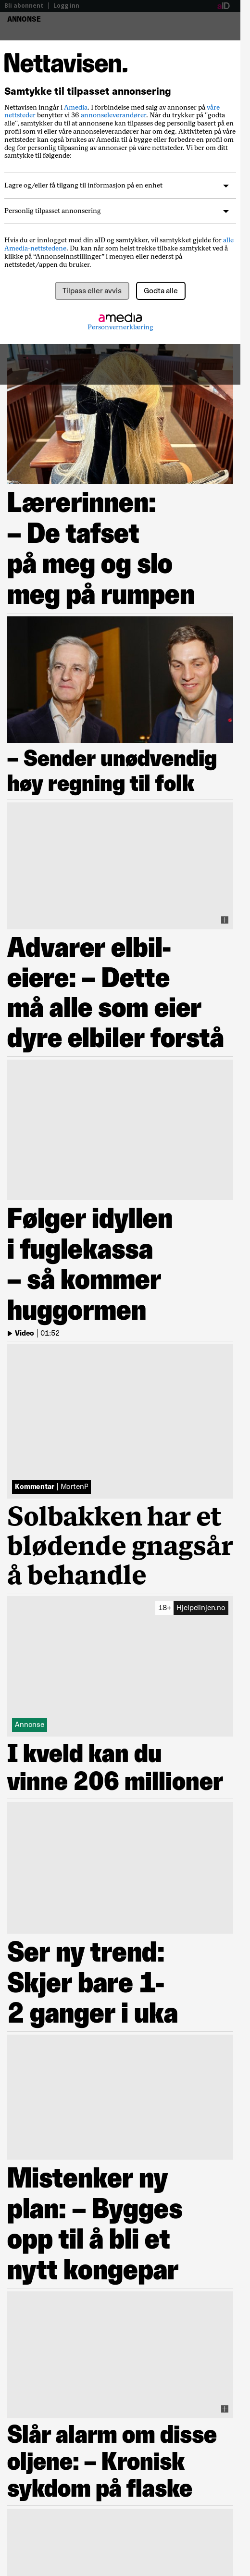 Bli abonnent | Logg inn
aID
ANNONSE
Nettavisen.
Samtykke til tilpasset annonsering
Nettavisen inngår i Amedia. I forbindelse med salg av annonser på våre
nettsteder benytter vi 36 annonseleverandører. Når du trykker på "godta
alle", samtykker du til at annonsene kan tilpasses deg personlig basert på en
profil som vi eller våre annonseleverandører har om deg. Aktiviteten på våre
nettsteder kan også brukes av Amedia til å bygge eller forbedre en profil om
deg for personlig tilpasning av annonser på våre nettsteder. Vi ber om ditt
samtykke til følgende:
Lagre og/eller få tilgang til informasjon på en enhet
Personlig tilpasset annonsering
Hvis du er innlogget med din aID og samtykker, vil samtykket gjelde for alle
Amedia-nettstedene. Du kan når som helst trekke tilbake samtykket ved å
klikke på “Annonseinnstillinger” i menyen eller nederst på
nettstedet/appen du bruker.
Tilpass eller avvis
Godta alle
amedia
Personvernerklæring
Lærerinnen:
– De tafset
på meg og slo
meg på rumpen
– Sender unødvendig
høy regning til folk
Advarer elbil-
eiere: – Dette
må alle som eier
dyre elbiler forstå
Følger idyllen
i fuglekassa
– så kommer
huggormen
Video | 01:52
Kommentar | MortenP
Solbakken har et
blødende gnagsår
å behandle
18+ Hjelpelinjen.no
Annonse
I kveld kan du
vinne 206 millioner
Ser ny trend:
Skjer bare 1-
2 ganger i uka
Mistenker ny
plan: – Bygges
opp til å bli et
nytt kongepar
Slår alarm om disse
oljene: – Kronisk
sykdom på flaske